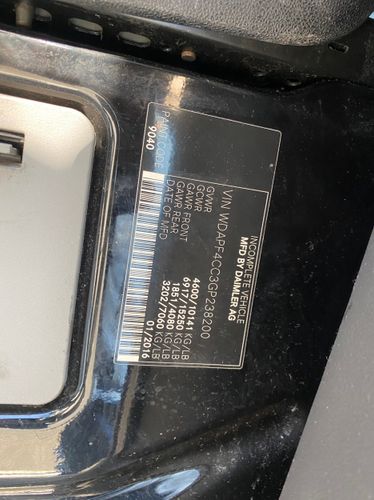 INCOMPLETE VEHICLE
MFD BY DAIMLER AG
VIN WDAPF4CC3GP238200
GVWR 4600/10141 KG/LB
GCWR 6917/15250 KG/LB
GAWR FRONT 1851/4080 KG/LB
GAWR REAR 3202/7060 KG/LB
DATE OF MFD 01/2016
PAINT CODE
9040